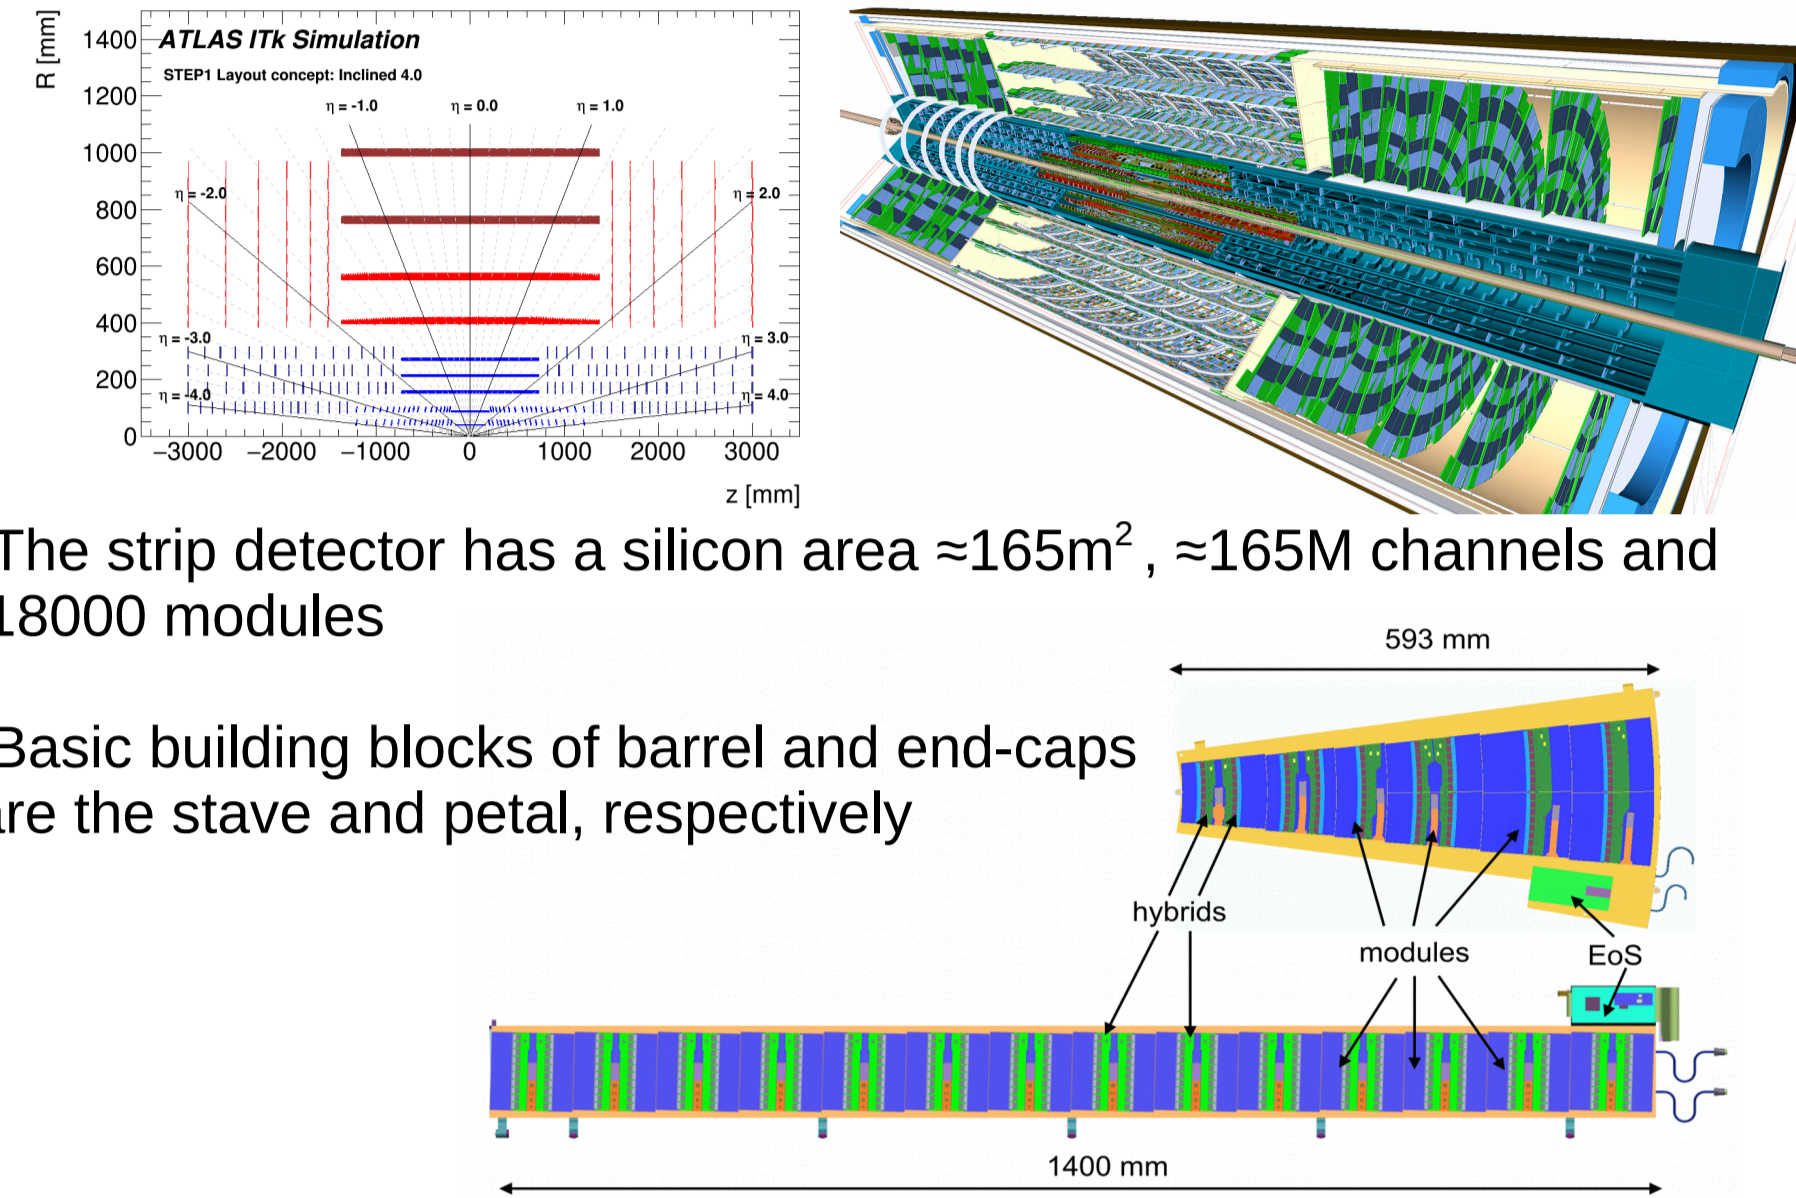 R [mm]
1400
1200
1000
800
600
400
200
0
ATLAS ITk Simulation
STEP1 Layout concept: Inclined 4.0
η = -1.0 η = 0.0 η = 1.0
η = -2.0 η = 2.0
η = -3.0 η = 3.0
η = -4.0 η = 4.0
−3000 −2000 −1000 0 1000 2000 3000
z [mm]
The strip detector has a silicon area ≈165m², ≈165M channels and
18000 modules
593 mm
Basic building blocks of barrel and end-caps
are the stave and petal, respectively
hybrids
modules
EoS
1400 mm